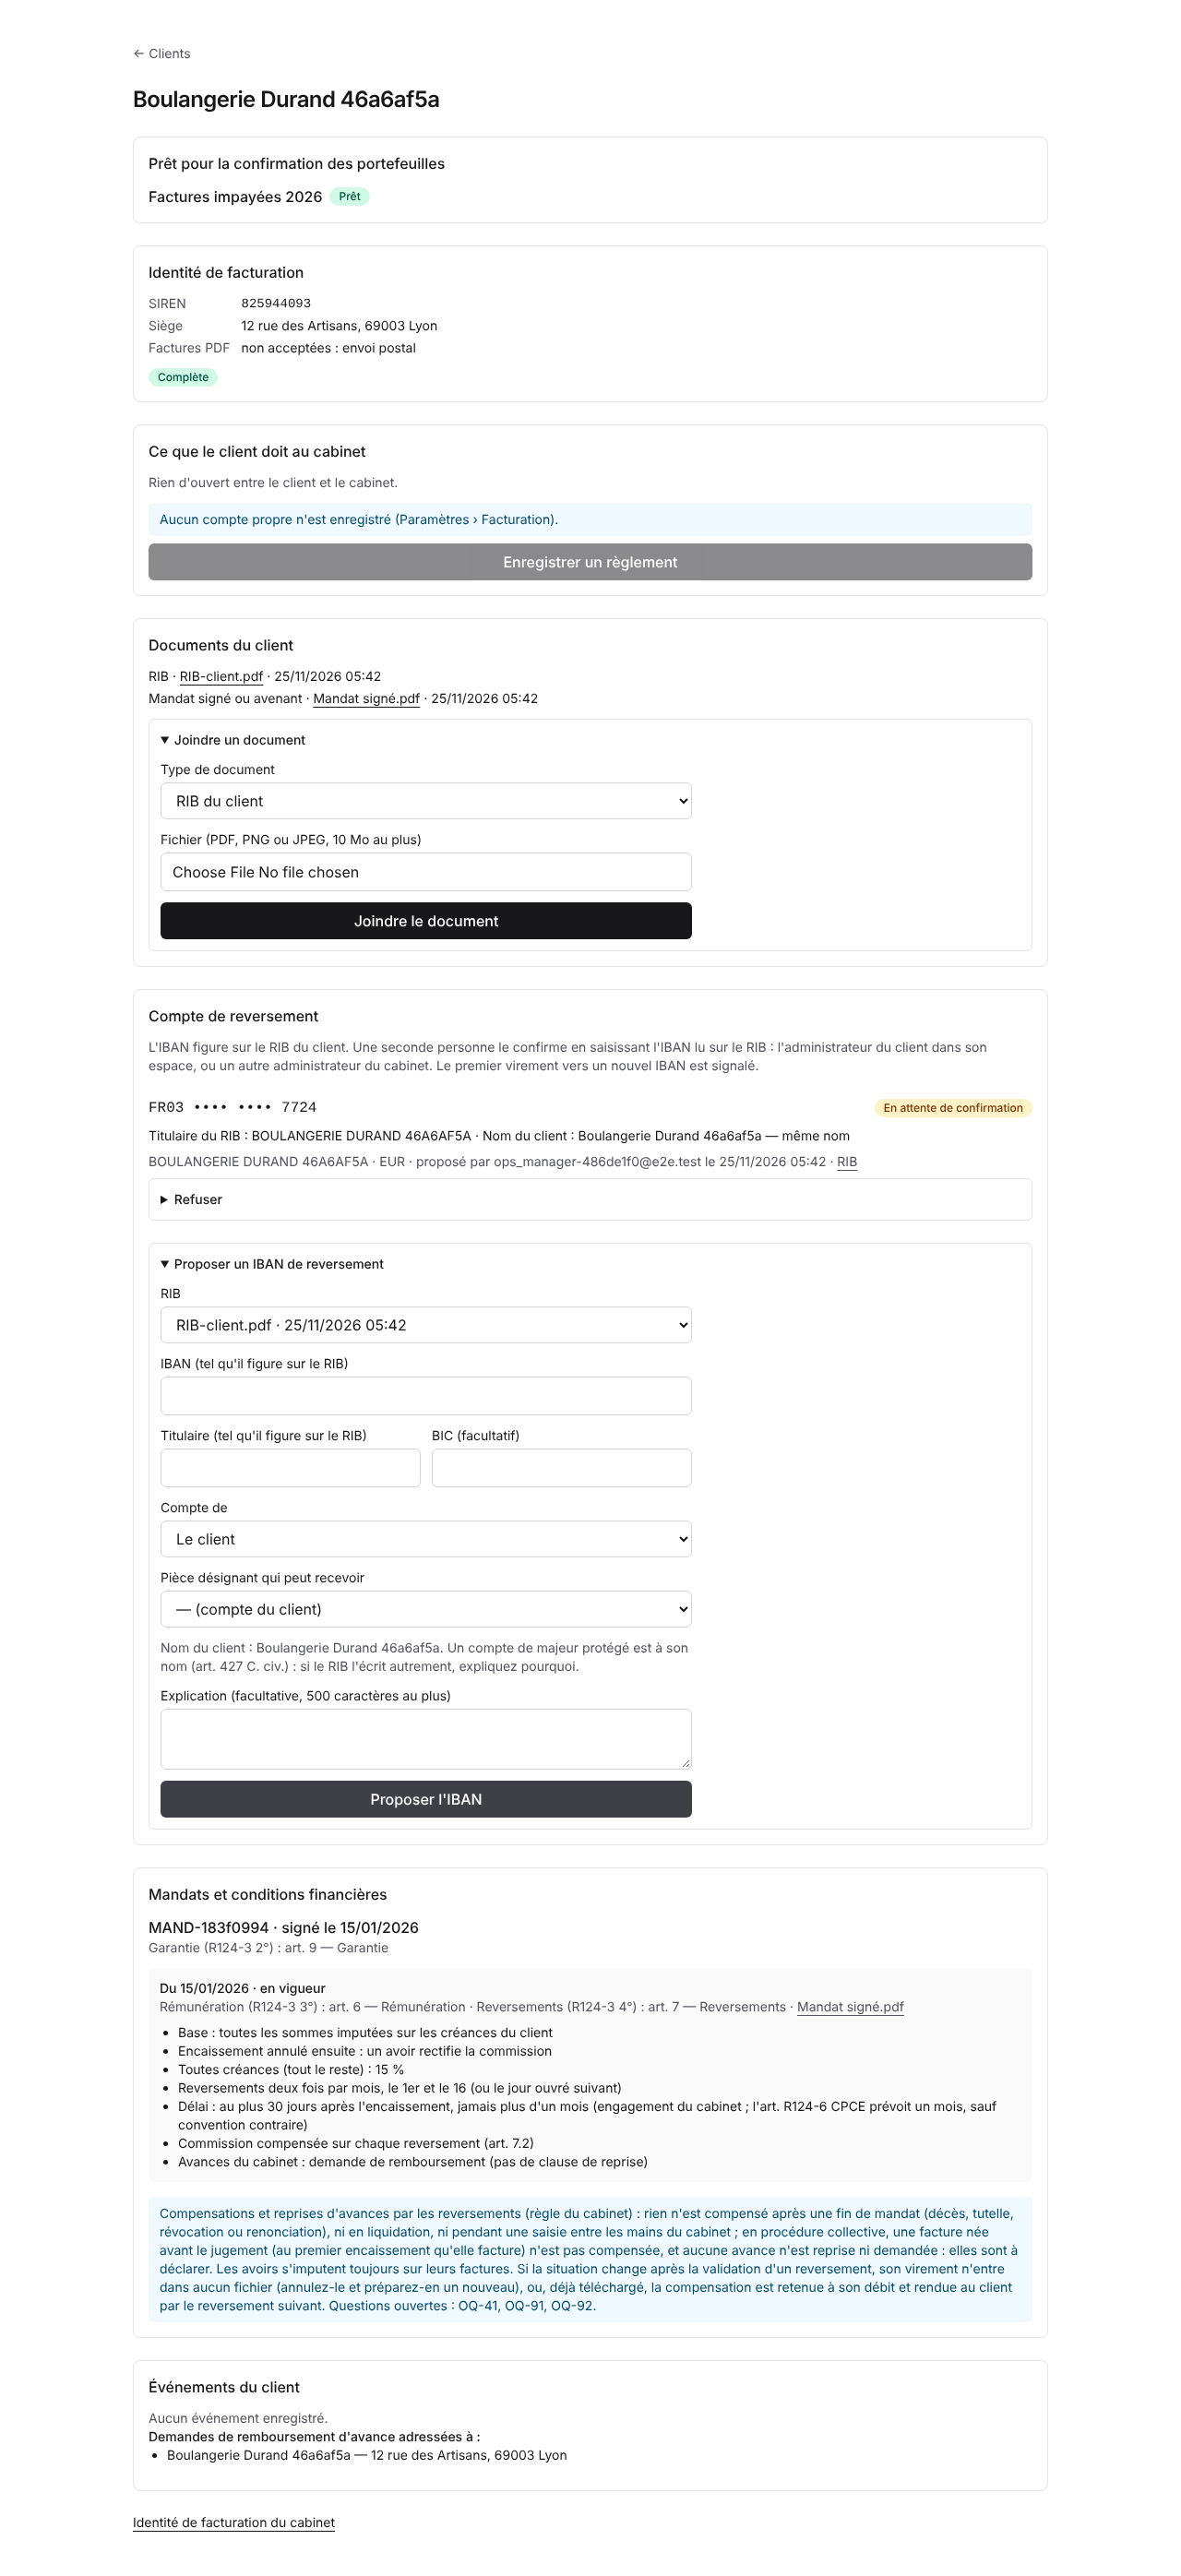 ← Clients
Boulangerie Durand 46a6af5a
Prêt pour la confirmation des portefeuilles
Factures impayées 2026 Prêt
Identité de facturation
SIREN 825944093
Siège 12 rue des Artisans, 69003 Lyon
Factures PDF non acceptées : envoi postal
Complète
Ce que le client doit au cabinet
Rien d'ouvert entre le client et le cabinet.
Aucun compte propre n'est enregistré (Paramètres › Facturation).
Enregistrer un règlement
Documents du client
RIB · RIB-client.pdf · 25/11/2026 05:42
Mandat signé ou avenant · Mandat signé.pdf · 25/11/2026 05:42
▼ Joindre un document
Type de document
RIB du client
Fichier (PDF, PNG ou JPEG, 10 Mo au plus)
Choose File No file chosen
Joindre le document
Compte de reversement
L'IBAN figure sur le RIB du client. Une seconde personne le confirme en saisissant l'IBAN lu sur le RIB : l'administrateur du client dans son
espace, ou un autre administrateur du cabinet. Le premier virement vers un nouvel IBAN est signalé.
FR03 •••• •••• 7724 En attente de confirmation
Titulaire du RIB : BOULANGERIE DURAND 46A6AF5A · Nom du client : Boulangerie Durand 46a6af5a — même nom
BOULANGERIE DURAND 46A6AF5A · EUR · proposé par ops_manager-486de1f0@e2e.test le 25/11/2026 05:42 · RIB
▶ Refuser
▼ Proposer un IBAN de reversement
RIB
RIB-client.pdf · 25/11/2026 05:42
IBAN (tel qu'il figure sur le RIB)
Titulaire (tel qu'il figure sur le RIB) BIC (facultatif)
Compte de
Le client
Pièce désignant qui peut recevoir
— (compte du client)
Nom du client : Boulangerie Durand 46a6af5a. Un compte de majeur protégé est à son
nom (art. 427 C. civ.) : si le RIB l'écrit autrement, expliquez pourquoi.
Explication (facultative, 500 caractères au plus)
Proposer l'IBAN
Mandats et conditions financières
MAND-183f0994 · signé le 15/01/2026
Garantie (R124-3 2°) : art. 9 — Garantie
Du 15/01/2026 · en vigueur
Rémunération (R124-3 3°) : art. 6 — Rémunération · Reversements (R124-3 4°) : art. 7 — Reversements · Mandat signé.pdf
• Base : toutes les sommes imputées sur les créances du client
• Encaissement annulé ensuite : un avoir rectifie la commission
• Toutes créances (tout le reste) : 15 %
• Reversements deux fois par mois, le 1er et le 16 (ou le jour ouvré suivant)
• Délai : au plus 30 jours après l'encaissement, jamais plus d'un mois (engagement du cabinet ; l'art. R124-6 CPCE prévoit un mois, sauf
convention contraire)
• Commission compensée sur chaque reversement (art. 7.2)
• Avances du cabinet : demande de remboursement (pas de clause de reprise)
Compensations et reprises d'avances par les reversements (règle du cabinet) : rien n'est compensé après une fin de mandat (décès, tutelle,
révocation ou renonciation), ni en liquidation, ni pendant une saisie entre les mains du cabinet ; en procédure collective, une facture née
avant le jugement (au premier encaissement qu'elle facture) n'est pas compensée, et aucune avance n'est reprise ni demandée : elles sont à
déclarer. Les avoirs s'imputent toujours sur leurs factures. Si la situation change après la validation d'un reversement, son virement n'entre
dans aucun fichier (annulez-le et préparez-en un nouveau), ou, déjà téléchargé, la compensation est retenue à son débit et rendue au client
par le reversement suivant. Questions ouvertes : OQ-41, OQ-91, OQ-92.
Événements du client
Aucun événement enregistré.
Demandes de remboursement d'avance adressées à :
• Boulangerie Durand 46a6af5a — 12 rue des Artisans, 69003 Lyon
Identité de facturation du cabinet